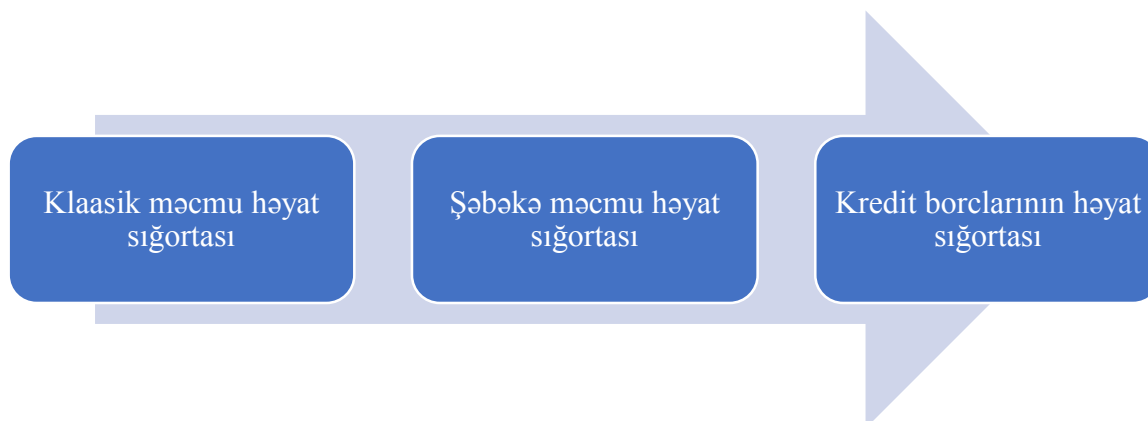 Klaasik məcmu həyat
sığortası
Şəbəkə məcmu həyat
sığortası
Kredit borclarının həyat
sığortası